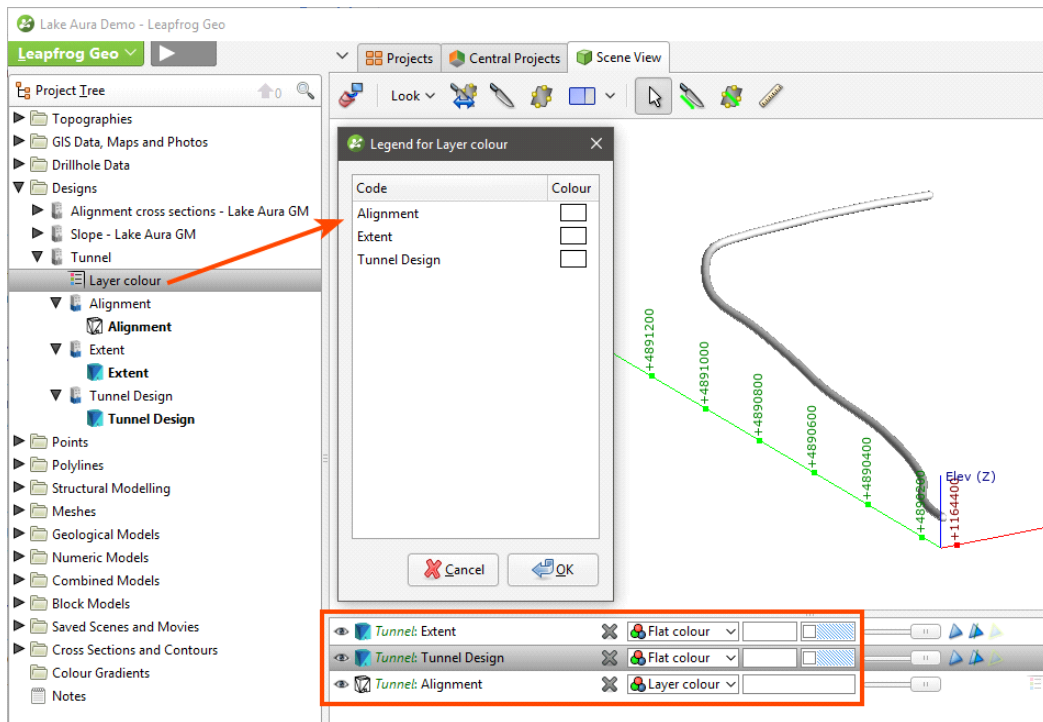 Lake Aura Demo - Leapfrog Geo
Leapfrog Geo
Projects
Central Projects
Scene View
Project Tree
0
Look
Topographies
GIS Data, Maps and Photos
Drillhole Data
Designs
Alignment cross sections - Lake Aura GM
Slope - Lake Aura GM
Tunnel
Layer colour
Alignment
Alignment
Extent
Extent
Tunnel Design
Tunnel Design
Points
Polylines
Structural Modelling
Meshes
Geological Models
Numeric Models
Combined Models
Block Models
Saved Scenes and Movies
Cross Sections and Contours
Colour Gradients
Notes
Legend for Layer colour
Code Colour
Alignment
Extent
Tunnel Design
Cancel
OK
+4891200
+4891000
+4890800
+4890600
+4890400
+4890200
Elev (Z)
+1164400
Tunnel: Extent Flat colour
Tunnel: Tunnel Design Flat colour
Tunnel: Alignment Layer colour